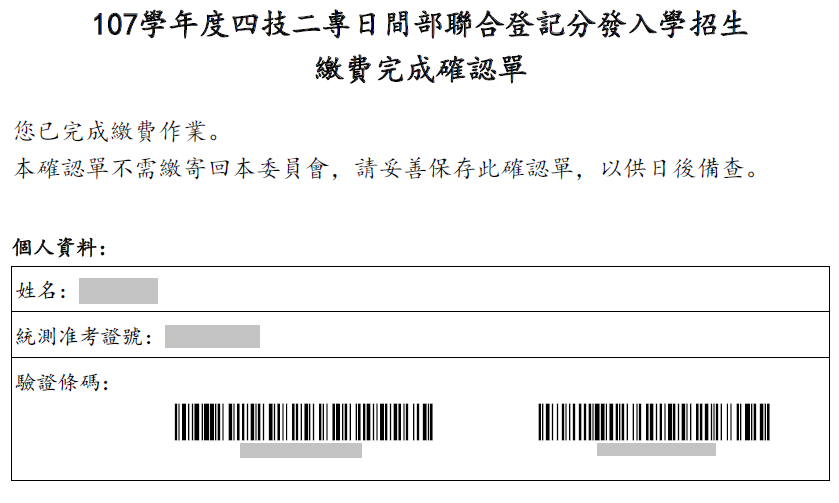 107學年度四技二專日間部聯合登記分發入學招生
繳費完成確認單
您已完成繳費作業。
本確認單不需繳寄回本委員會，請妥善保存此確認單，以供日後備查。
個人資料：
姓名：
統測准考證號：
驗證條碼：